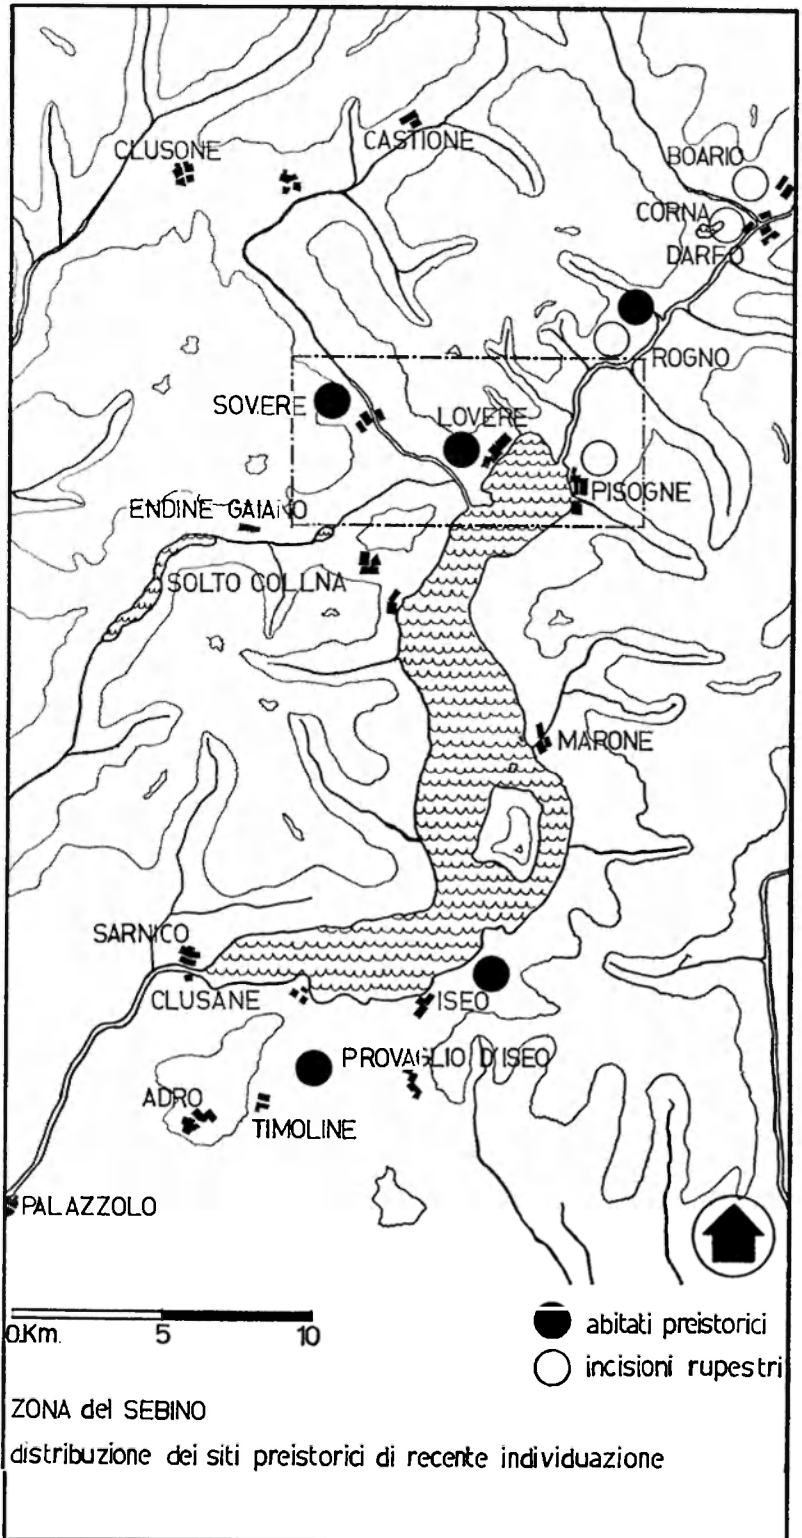 CLUSONE
CASTIONE
BOARIO
CORNA
DARFO
ROGNO
SOVERE
LOVERE
PISOGNE
ENDINE GAIANO
SOLTO COLLNA
MARONE
SARNICO
CLUSANE
ISEO
PROVAGLIO D'ISEO
ADRO
TIMOLINE
PALAZZOLO
0.Km. 5 10
abitati preistorici
incisioni rupestri
ZONA del SEBINO
distribuzione dei siti preistorici di recente individuazione